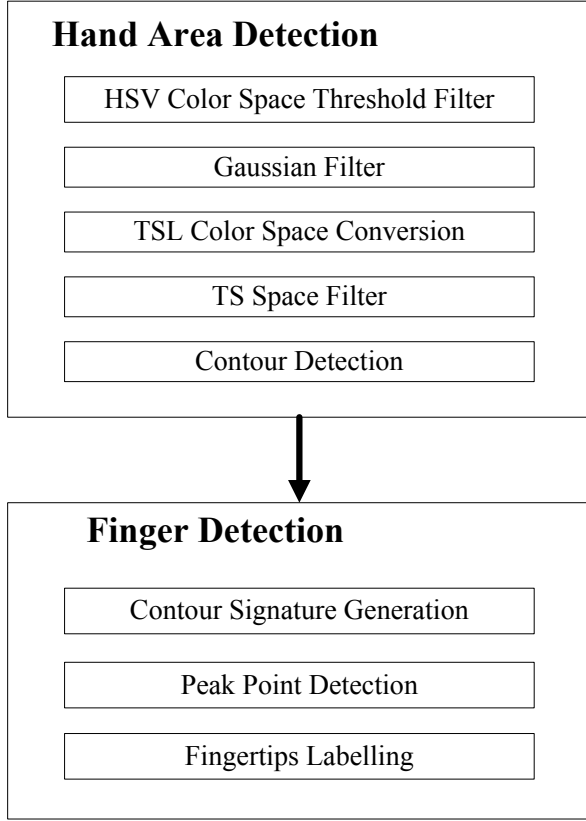 Hand Area Detection
HSV Color Space Threshold Filter
Gaussian Filter
TSL Color Space Conversion
TS Space Filter
Contour Detection
Finger Detection
Contour Signature Generation
Peak Point Detection
Fingertips Labelling